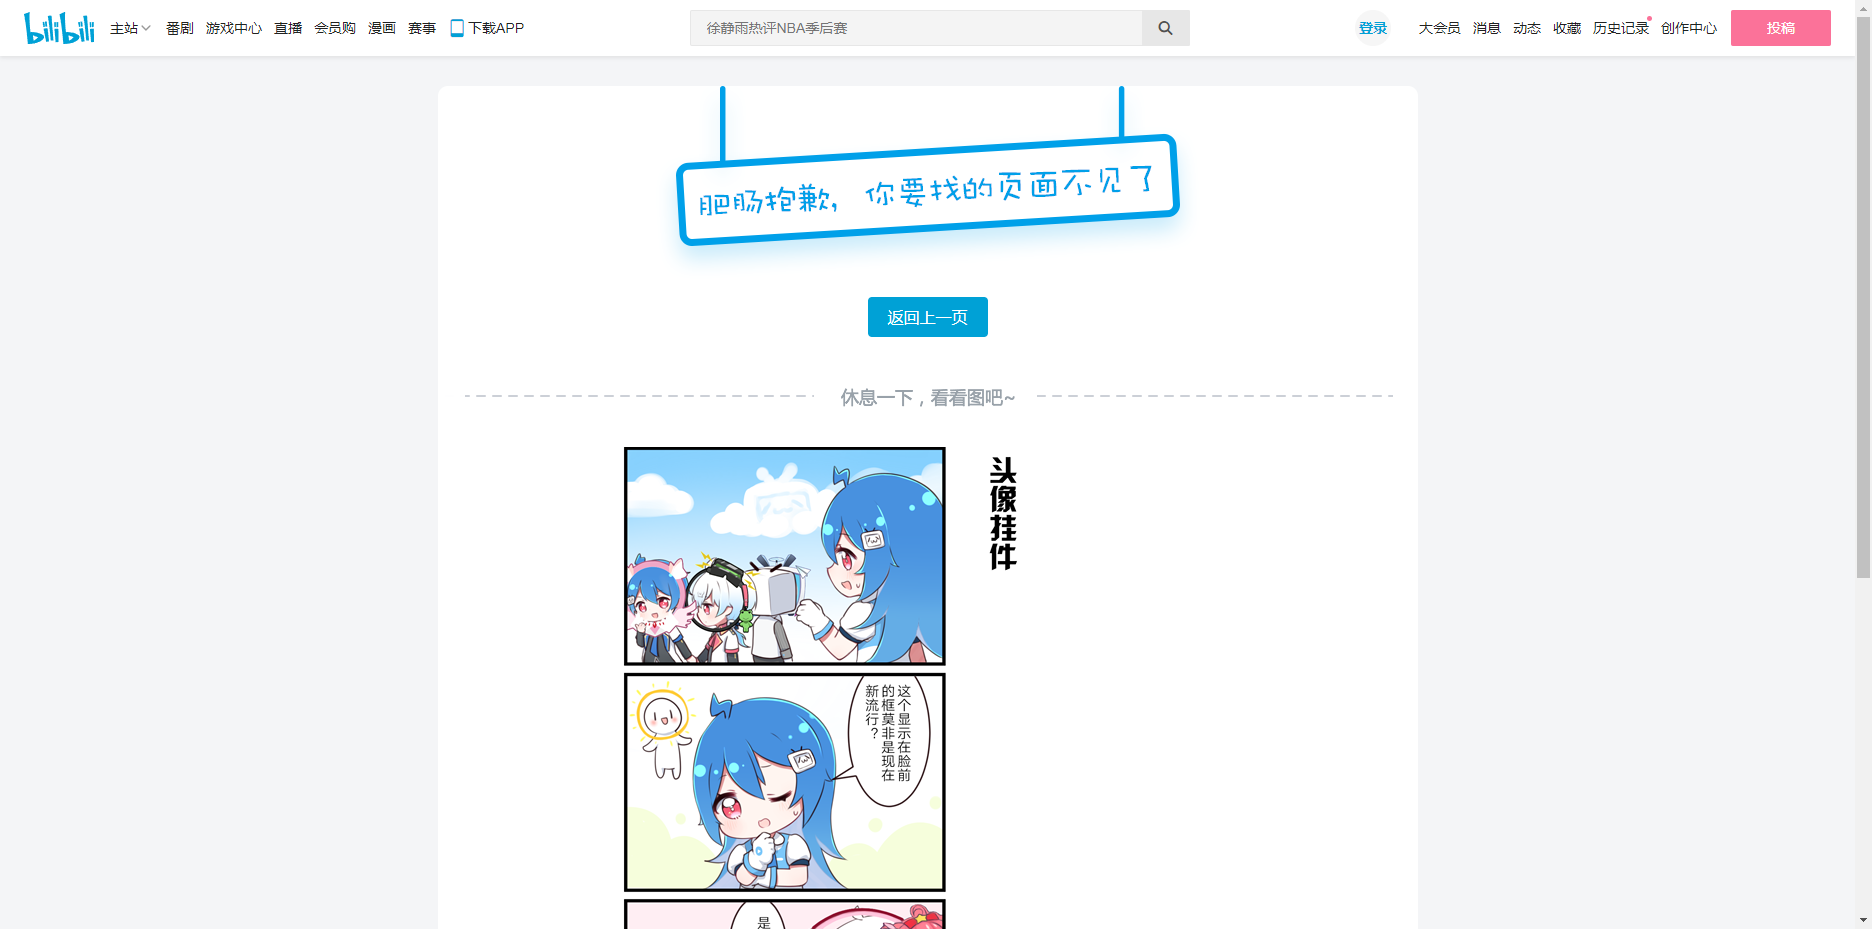 bilibili 主站 番剧 游戏中心 直播 会员购 漫画 赛事 下载APP 徐静雨热评NBA季后赛 登录 大会员 消息 动态 收藏 历史记录 创作中心 投稿
肥肠抱歉，你要找的页面不见了
返回上一页
休息一下，看看图吧~
头像挂件
这个显示在脸前
的框莫非是现在
新流行？
是